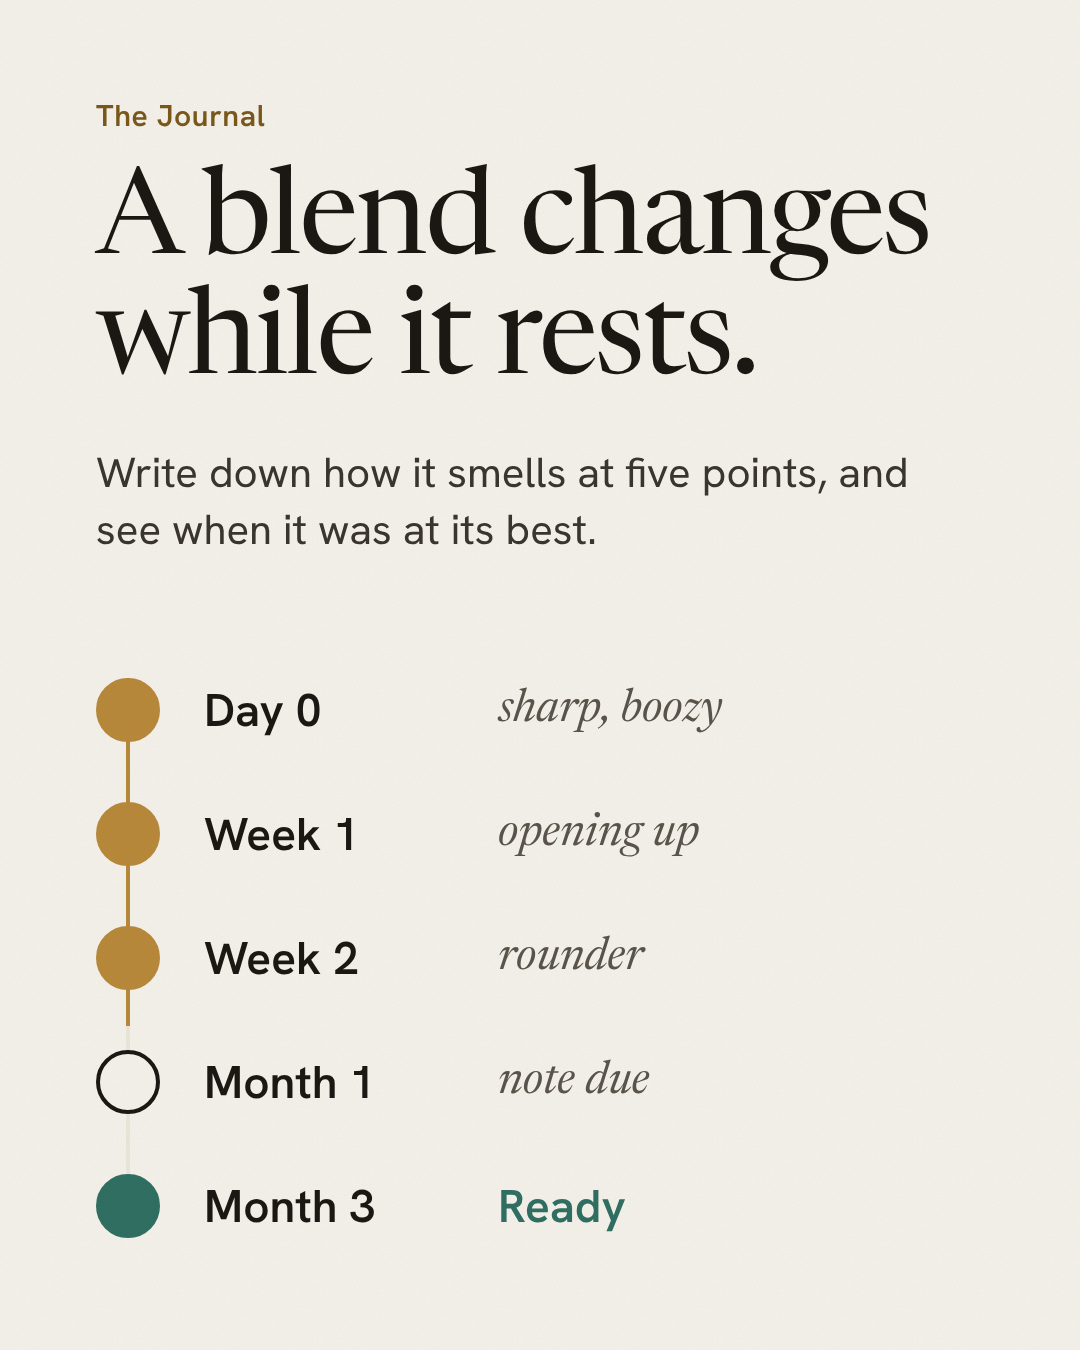 The Journal
A blend changes
while it rests.
Write down how it smells at five points, and
see when it was at its best.
Day 0 sharp, boozy
Week 1 opening up
Week 2 rounder
Month 1 note due
Month 3 Ready